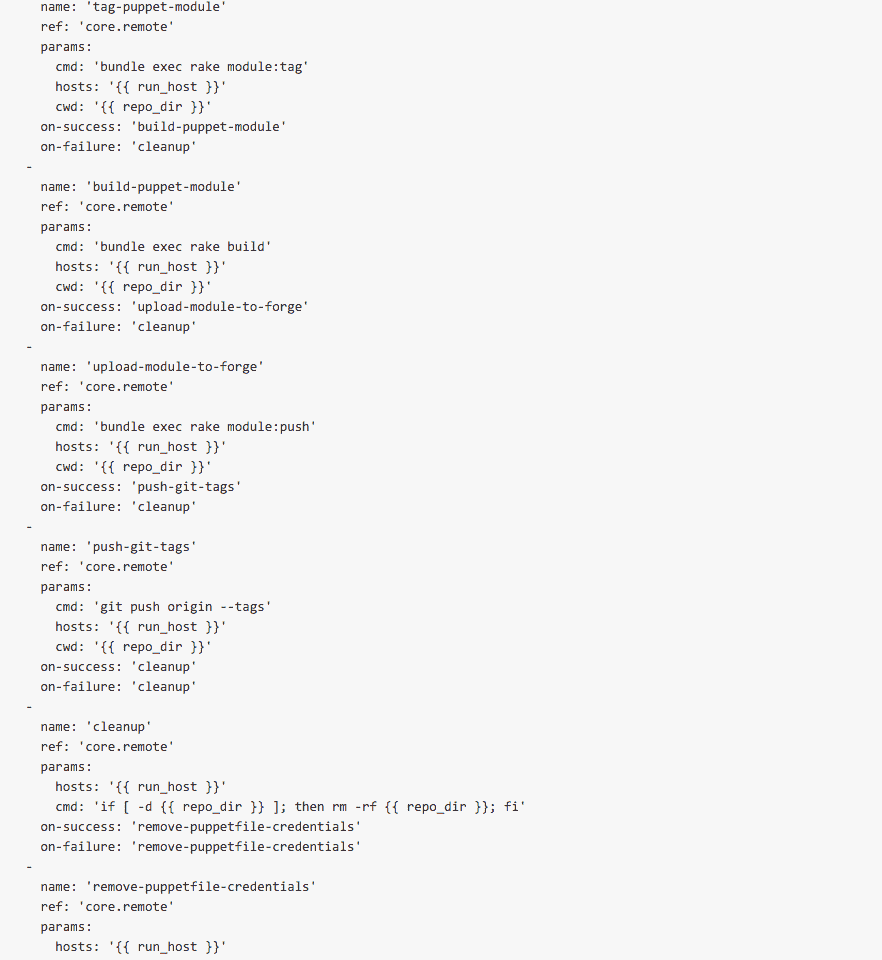 name: 'tag-puppet-module'
ref: 'core.remote'
params:
cmd: 'bundle exec rake module:tag'
hosts: '{{ run_host }}'
cwd: '{{ repo_dir }}'
on-success: 'build-puppet-module'
on-failure: 'cleanup'
-
name: 'build-puppet-module'
ref: 'core.remote'
params:
cmd: 'bundle exec rake build'
hosts: '{{ run_host }}'
cwd: '{{ repo_dir }}'
on-success: 'upload-module-to-forge'
on-failure: 'cleanup'
-
name: 'upload-module-to-forge'
ref: 'core.remote'
params:
cmd: 'bundle exec rake module:push'
hosts: '{{ run_host }}'
cwd: '{{ repo_dir }}'
on-success: 'push-git-tags'
on-failure: 'cleanup'
-
name: 'push-git-tags'
ref: 'core.remote'
params:
cmd: 'git push origin --tags'
hosts: '{{ run_host }}'
cwd: '{{ repo_dir }}'
on-success: 'cleanup'
on-failure: 'cleanup'
-
name: 'cleanup'
ref: 'core.remote'
params:
hosts: '{{ run_host }}'
cmd: 'if [ -d {{ repo_dir }} ]; then rm -rf {{ repo_dir }}; fi'
on-success: 'remove-puppetfile-credentials'
on-failure: 'remove-puppetfile-credentials'
-
name: 'remove-puppetfile-credentials'
ref: 'core.remote'
params:
hosts: '{{ run_host }}'